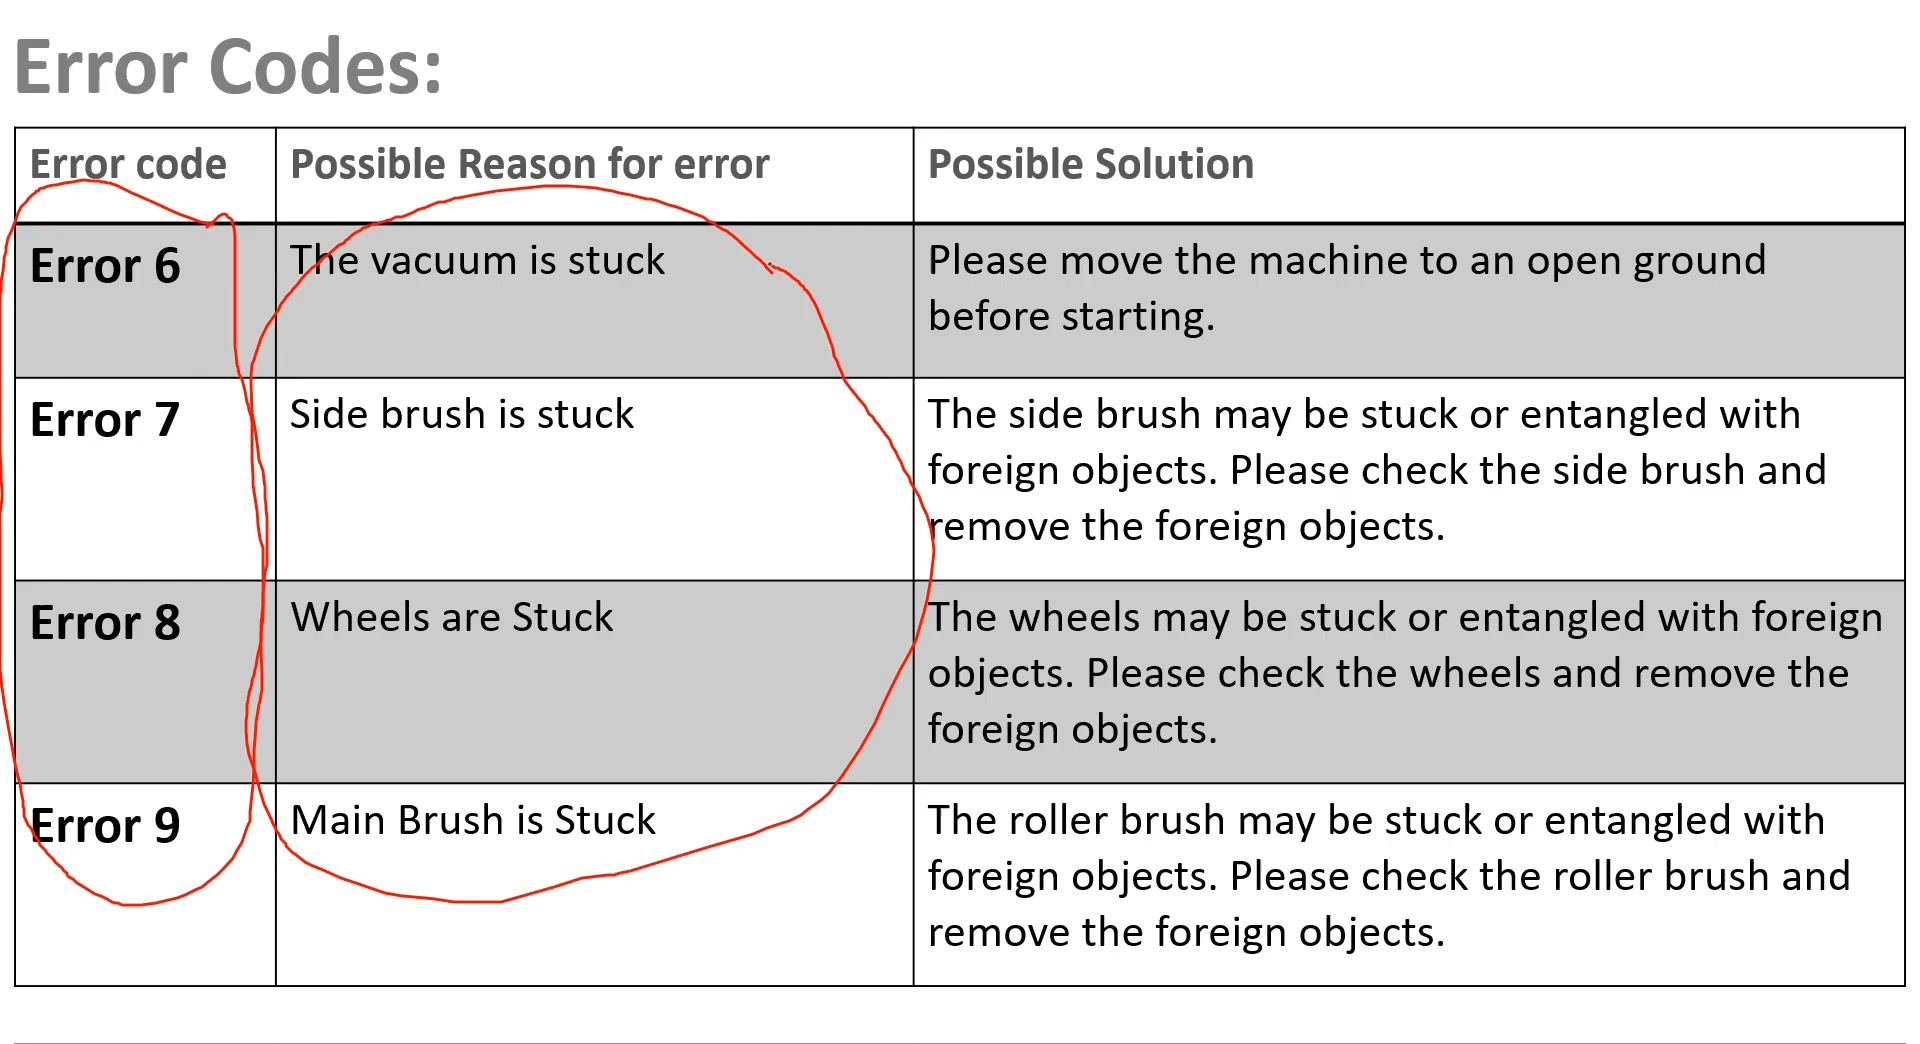 Error Codes:
Error code Possible Reason for error Possible Solution
Error 6 The vacuum is stuck Please move the machine to an open ground
before starting.
Error 7 Side brush is stuck The side brush may be stuck or entangled with
foreign objects. Please check the side brush and
remove the foreign objects.
Error 8 Wheels are Stuck The wheels may be stuck or entangled with foreign
objects. Please check the wheels and remove the
foreign objects.
Error 9 Main Brush is Stuck The roller brush may be stuck or entangled with
foreign objects. Please check the roller brush and
remove the foreign objects.